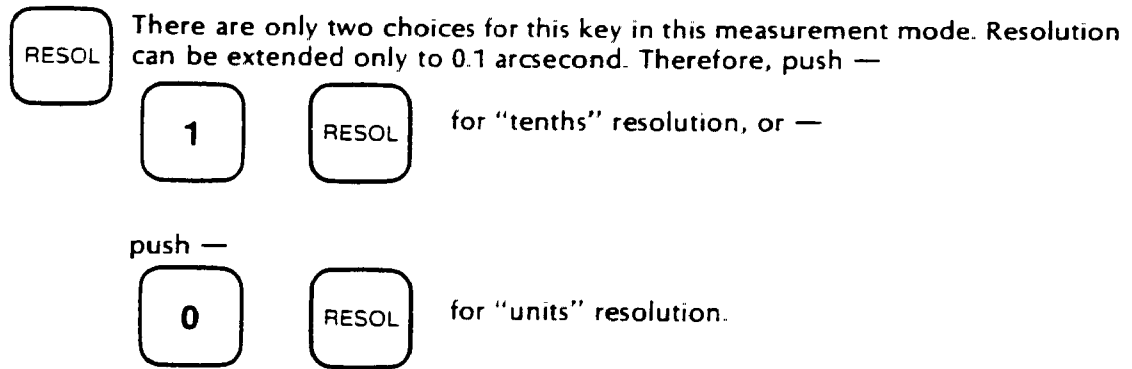 RESOL
There are only two choices for this key in this measurement mode. Resolution
can be extended only to 0.1 arcsecond. Therefore, push —
1 RESOL for "tenths" resolution, or —
push —
0 RESOL for "units" resolution.